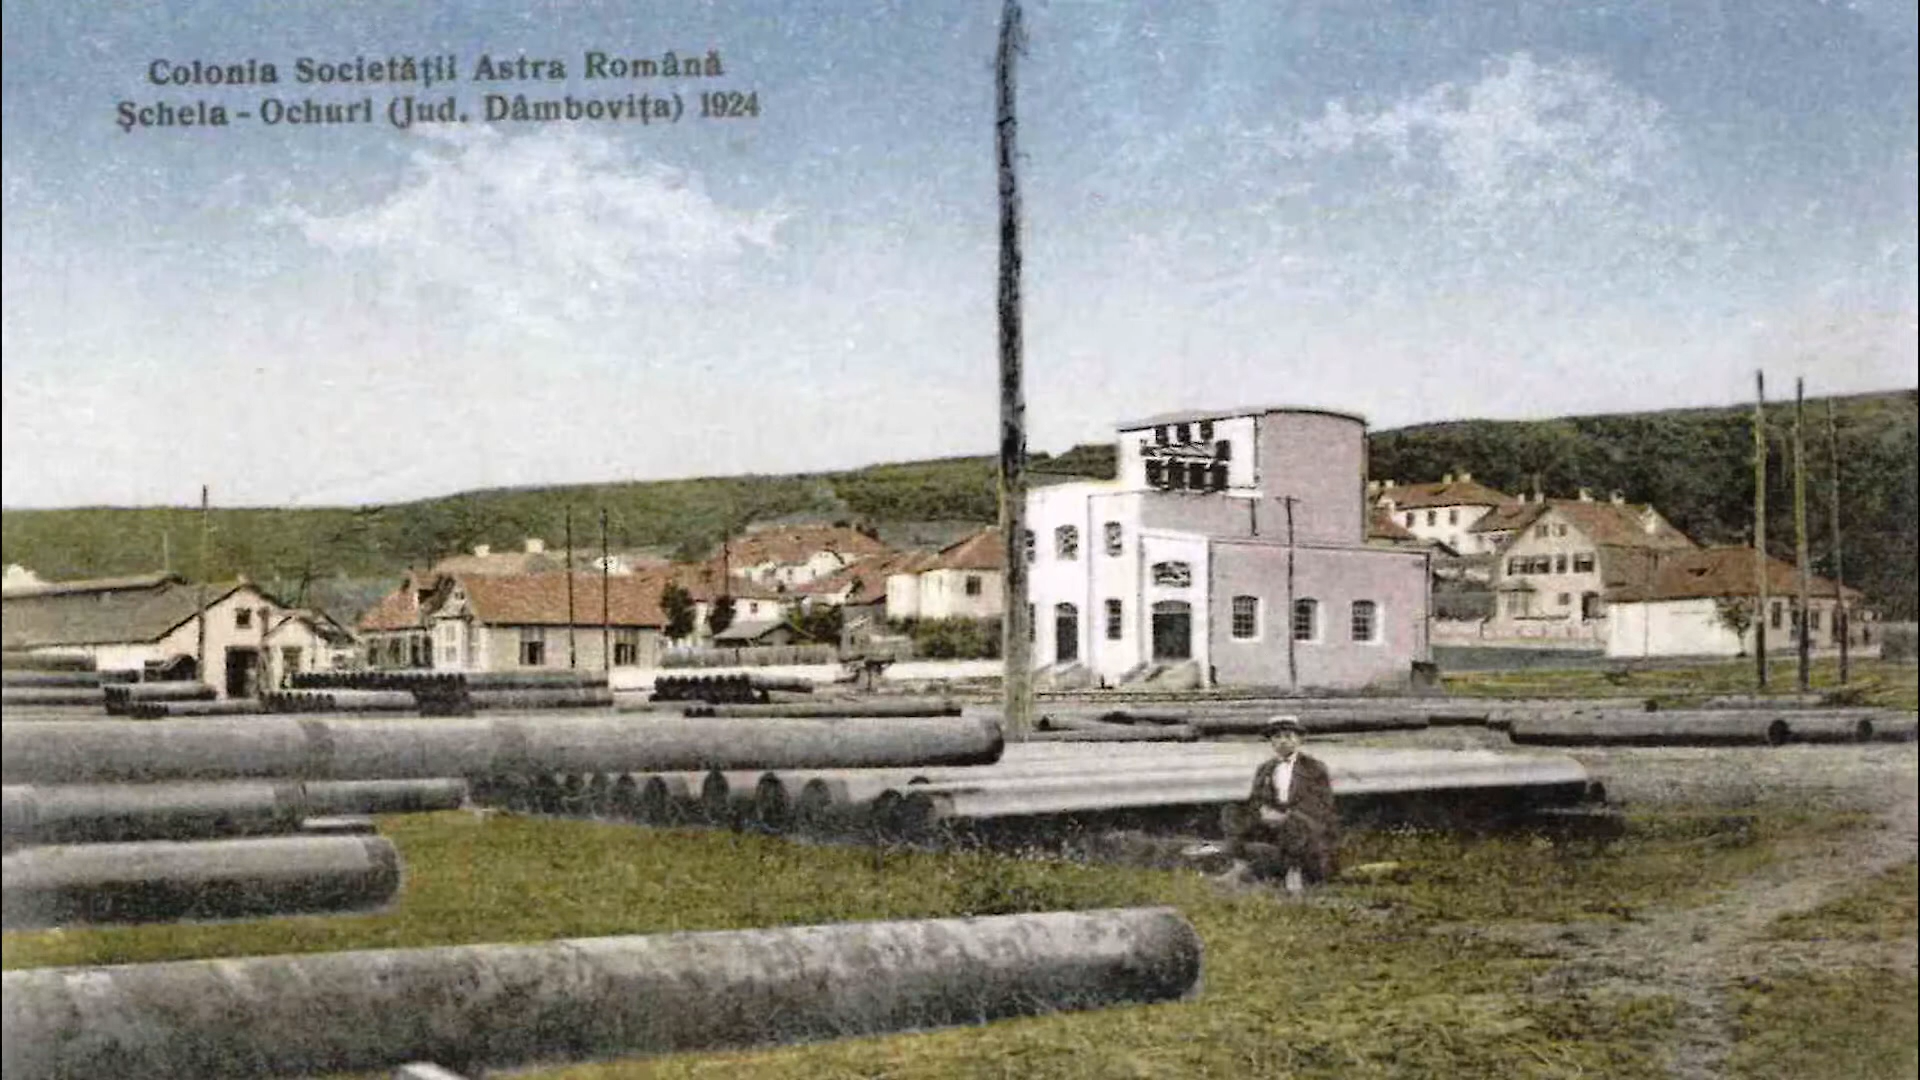 Colonia Societății Astra Română
Șchela - Ochuri (Jud. Dâmbovița) 1924